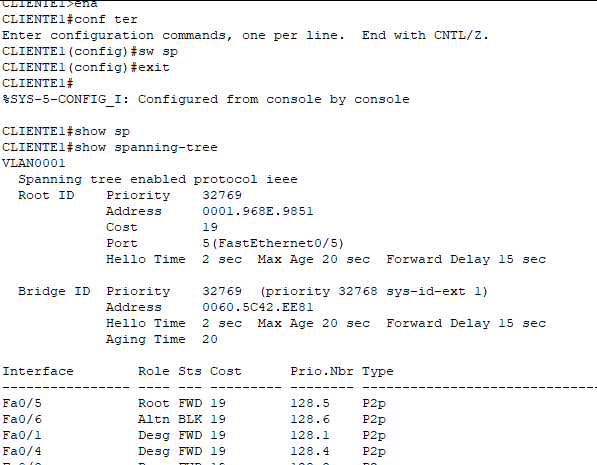 CLIENTE1>ena
CLIENTE1#conf ter
Enter configuration commands, one per line. End with CNTL/Z.
CLIENTE1(config)#sw sp
CLIENTE1(config)#exit
CLIENTE1#
%SYS-5-CONFIG_I: Configured from console by console
CLIENTE1#show sp
CLIENTE1#show spanning-tree
VLAN0001
Spanning tree enabled protocol ieee
Root ID Priority 32769
Address 0001.968E.9851
Cost 19
Port 5(FastEthernet0/5)
Hello Time 2 sec Max Age 20 sec Forward Delay 15 sec
Bridge ID Priority 32769 (priority 32768 sys-id-ext 1)
Address 0060.5C42.EE81
Hello Time 2 sec Max Age 20 sec Forward Delay 15 sec
Aging Time 20
Interface Role Sts Cost Prio.Nbr Type
---------------- ---- --- --------- -------- --------------------------------
Fa0/5 Root FWD 19 128.5 P2p
Fa0/6 Altn BLK 19 128.6 P2p
Fa0/1 Desg FWD 19 128.1 P2p
Fa0/4 Desg FWD 19 128.4 P2p